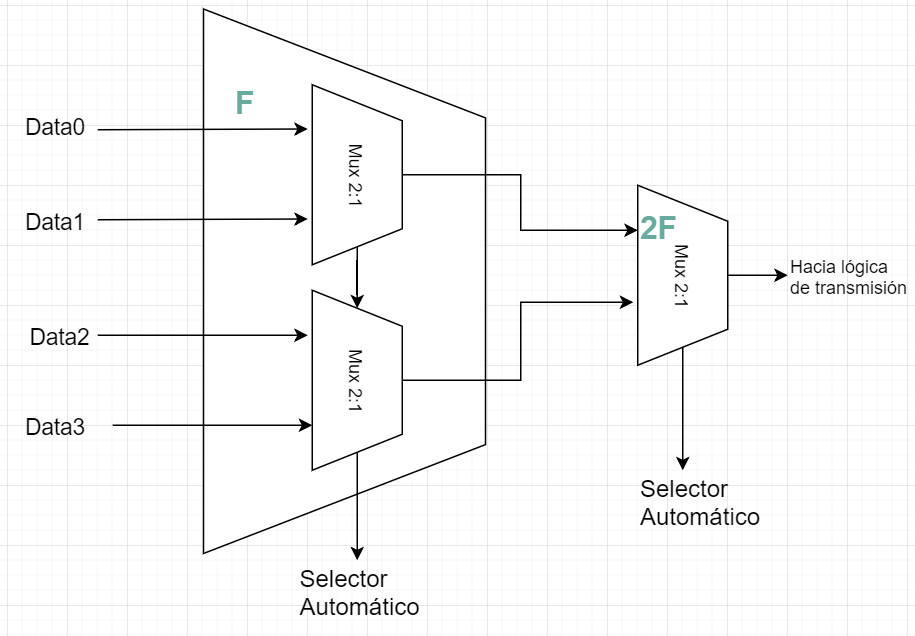 F
Data0
Mux 2:1
Data1
2F
Mux 2:1
Hacia lógica
de transmisión
Data2
Mux 2:1
Data3
Selector
Automático
Selector
Automático